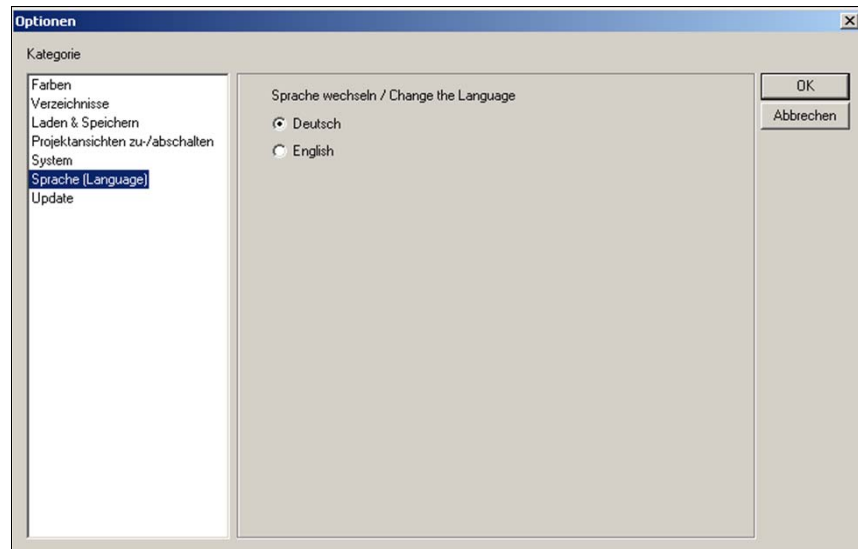 Optionen
Kategorie
Farben
Verzeichnisse
Laden & Speichern
Projektansichten zu-/abschalten
System
Sprache (Language)
Update
Sprache wechseln / Change the Language
Deutsch
English
OK
Abbrechen